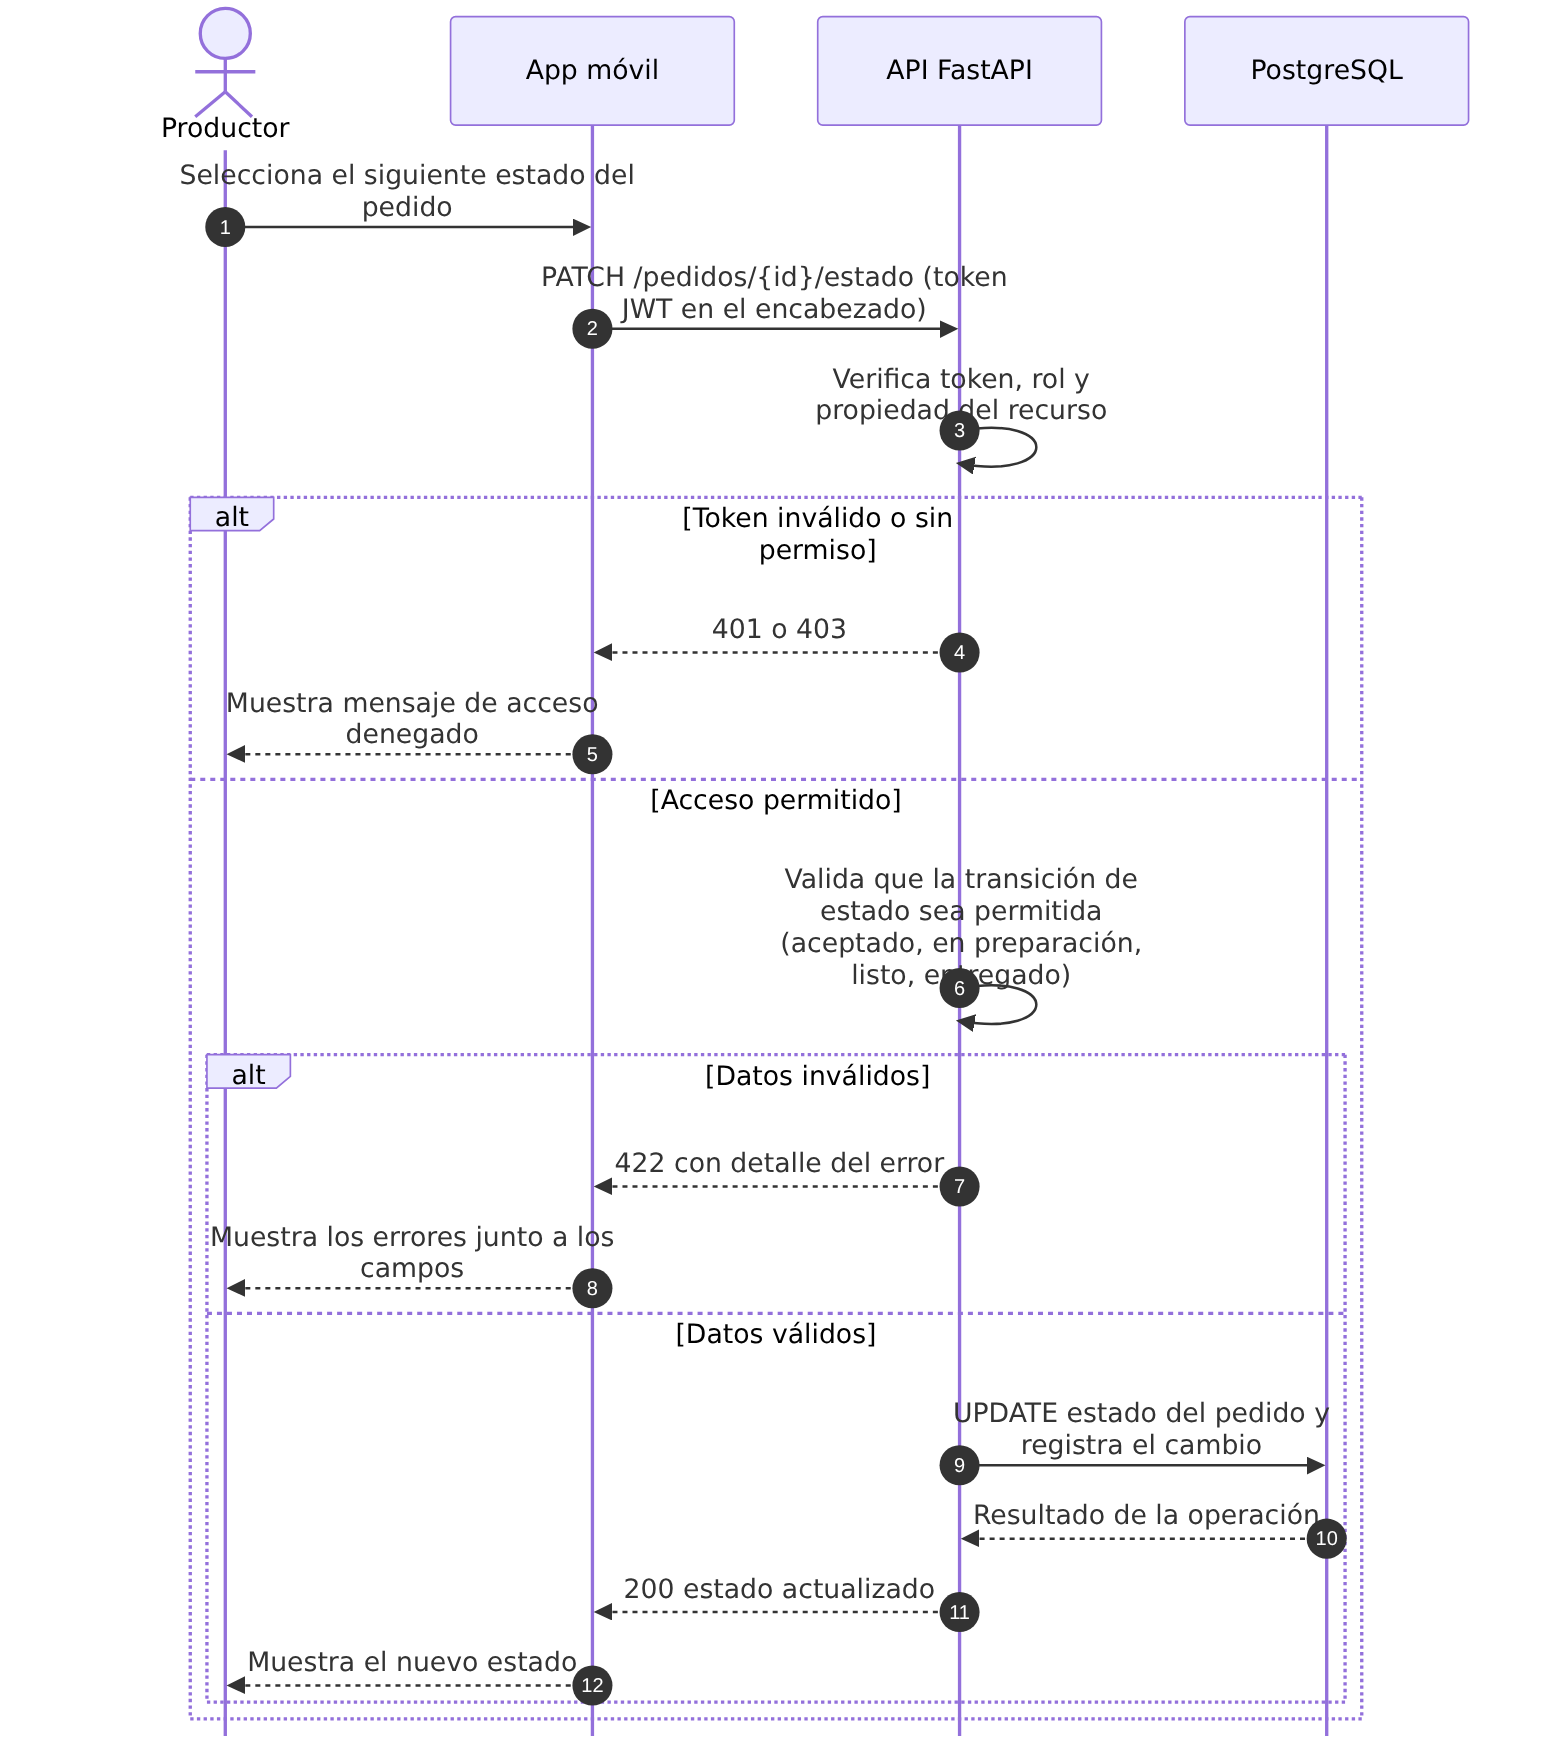 Productor
App móvil
API FastAPI
PostgreSQL
Selecciona el siguiente estado del
pedido
1
PATCH /pedidos/{id}/estado (token
JWT en el encabezado)
2
Verifica token, rol y
propiedad del recurso
3
alt
[Token inválido o sin
permiso]
401 o 403
4
Muestra mensaje de acceso
denegado
5
[Acceso permitido]
Valida que la transición de
estado sea permitida
(aceptado, en preparación,
listo, entregado)
6
alt
[Datos inválidos]
422 con detalle del error
7
Muestra los errores junto a los
campos
8
[Datos válidos]
UPDATE estado del pedido y
registra el cambio
9
Resultado de la operación
10
200 estado actualizado
11
Muestra el nuevo estado
12